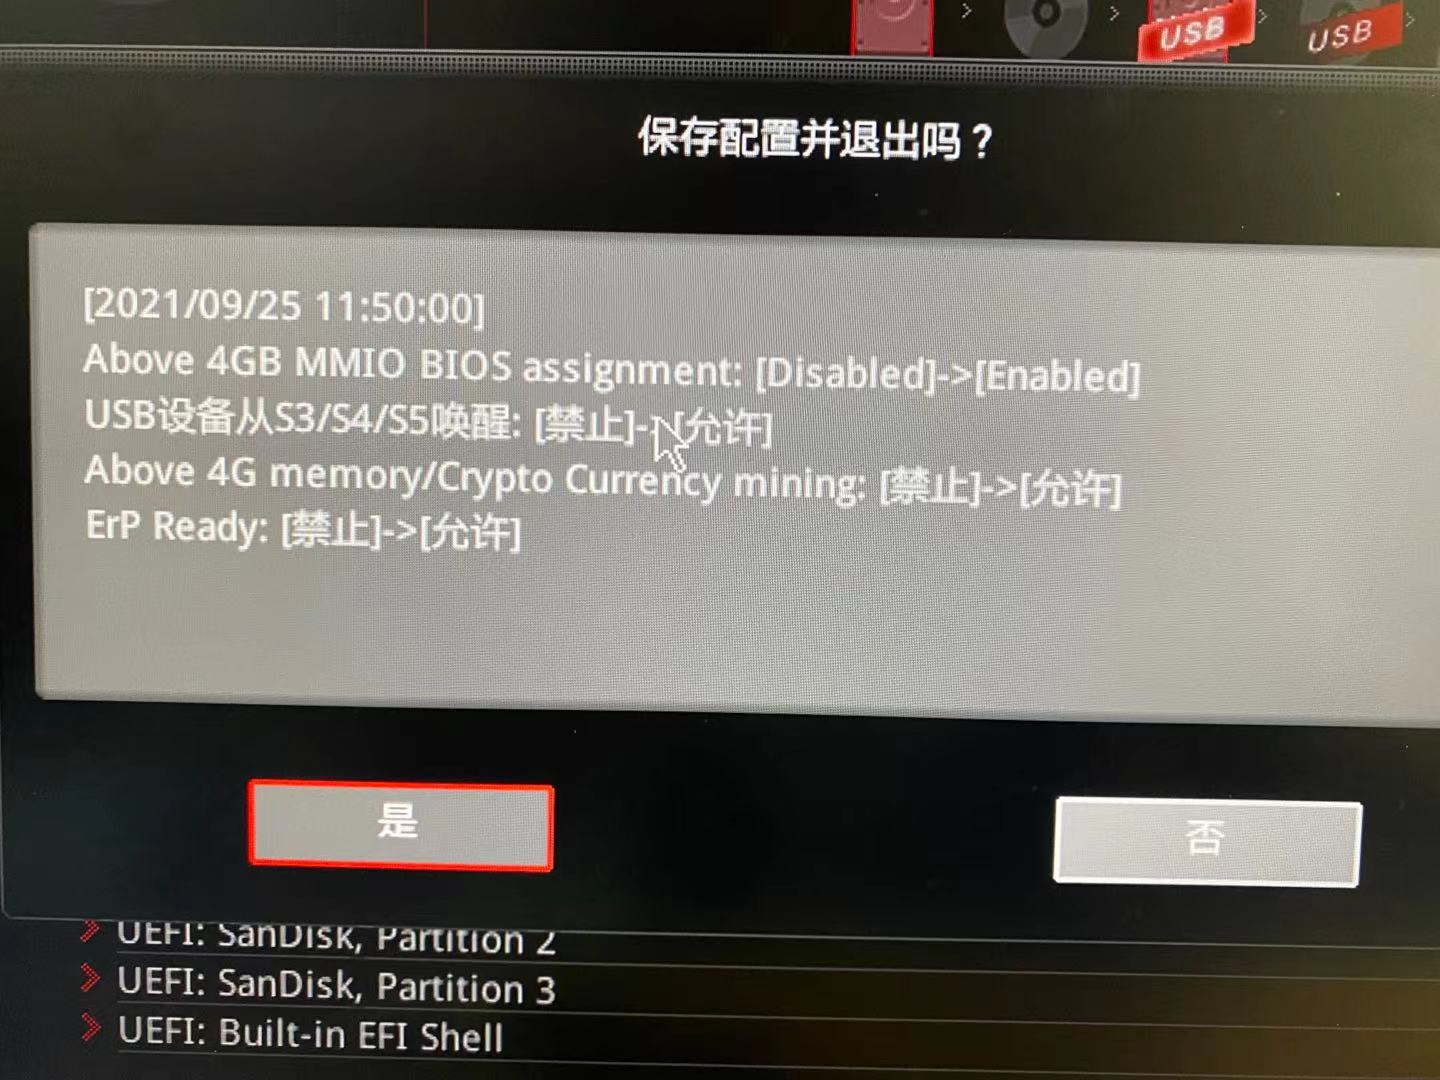 USB
USB
保存配置并退出吗？
[2021/09/25 11:50:00]
Above 4GB MMIO BIOS assignment: [Disabled]->[Enabled]
USB设备从S3/S4/S5唤醒: [禁止]->[允许]
Above 4G memory/Crypto Currency mining: [禁止]->[允许]
ErP Ready: [禁止]->[允许]
是
否
UEFI: SanDisk, Partition 2
UEFI: SanDisk, Partition 3
UEFI: Built-in EFI Shell